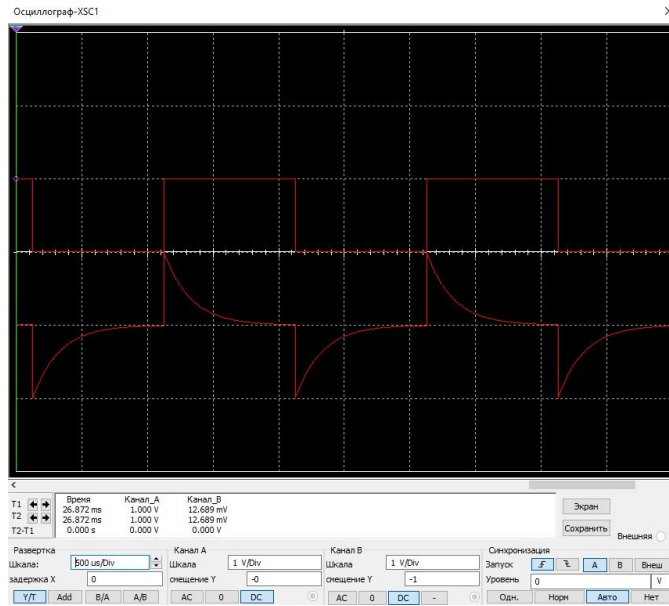 Осциллограф-XSC1
T1
T2
T2-T1
Время Канал_A Канал_B
26.872 ms 1.000 V 12.689 mV
26.872 ms 1.000 V 12.689 mV
0.000 s 0.000 V 0.000 V
Экран
Сохранить
Внешняя
Развертка
Шкала: 500 us/Div
задержка X 0
Y/T Add B/A A/B
Канал A
Шкала 1 V/Div
смещение Y -0
AC 0 DC
Канал B
Шкала 1 V/Div
смещение Y -1
AC 0 DC -
Синхронизация
Запуск A B Внеш
Уровень 0 V
Одн. Норм Авто Нет